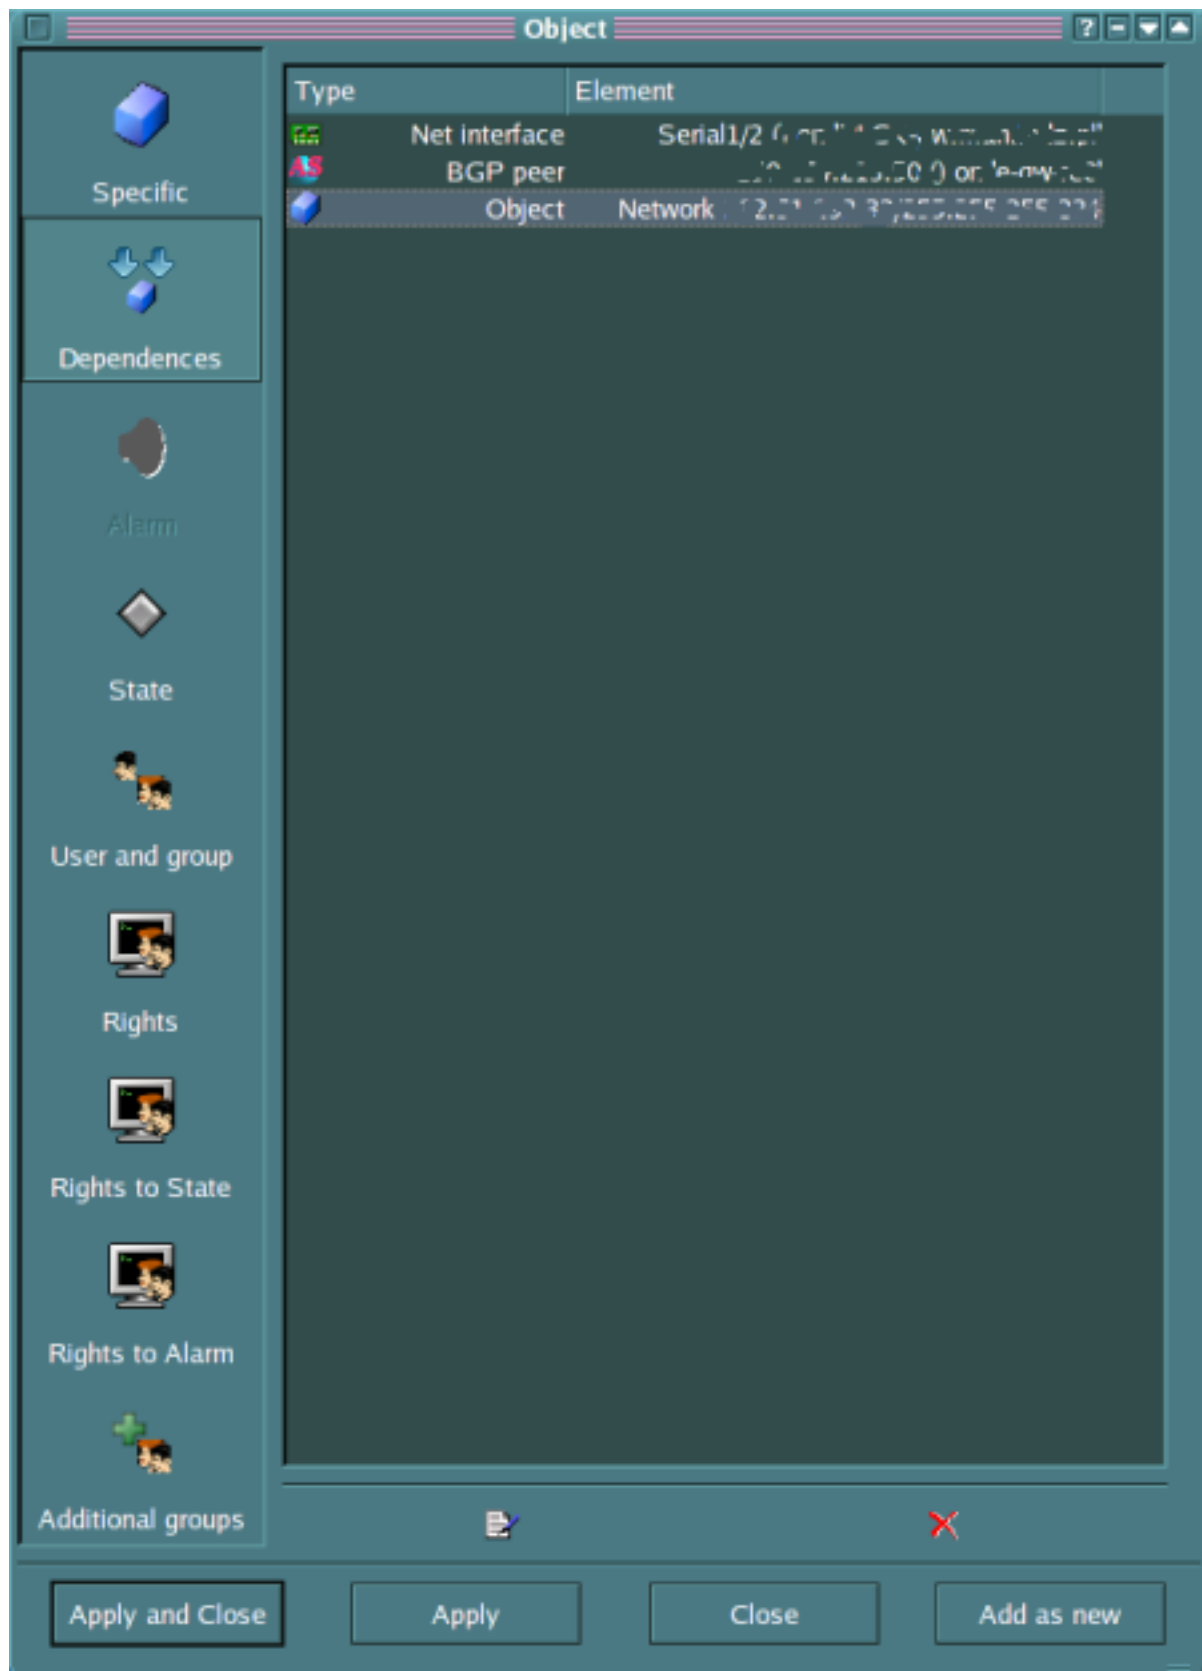 Object
?
Type Element
Net interface Serial1/2
AS BGP peer
Object Network
Specific
Dependences
Alarm
State
User and group
Rights
Rights to State
Rights to Alarm
Additional groups
Apply and Close Apply Close Add as new